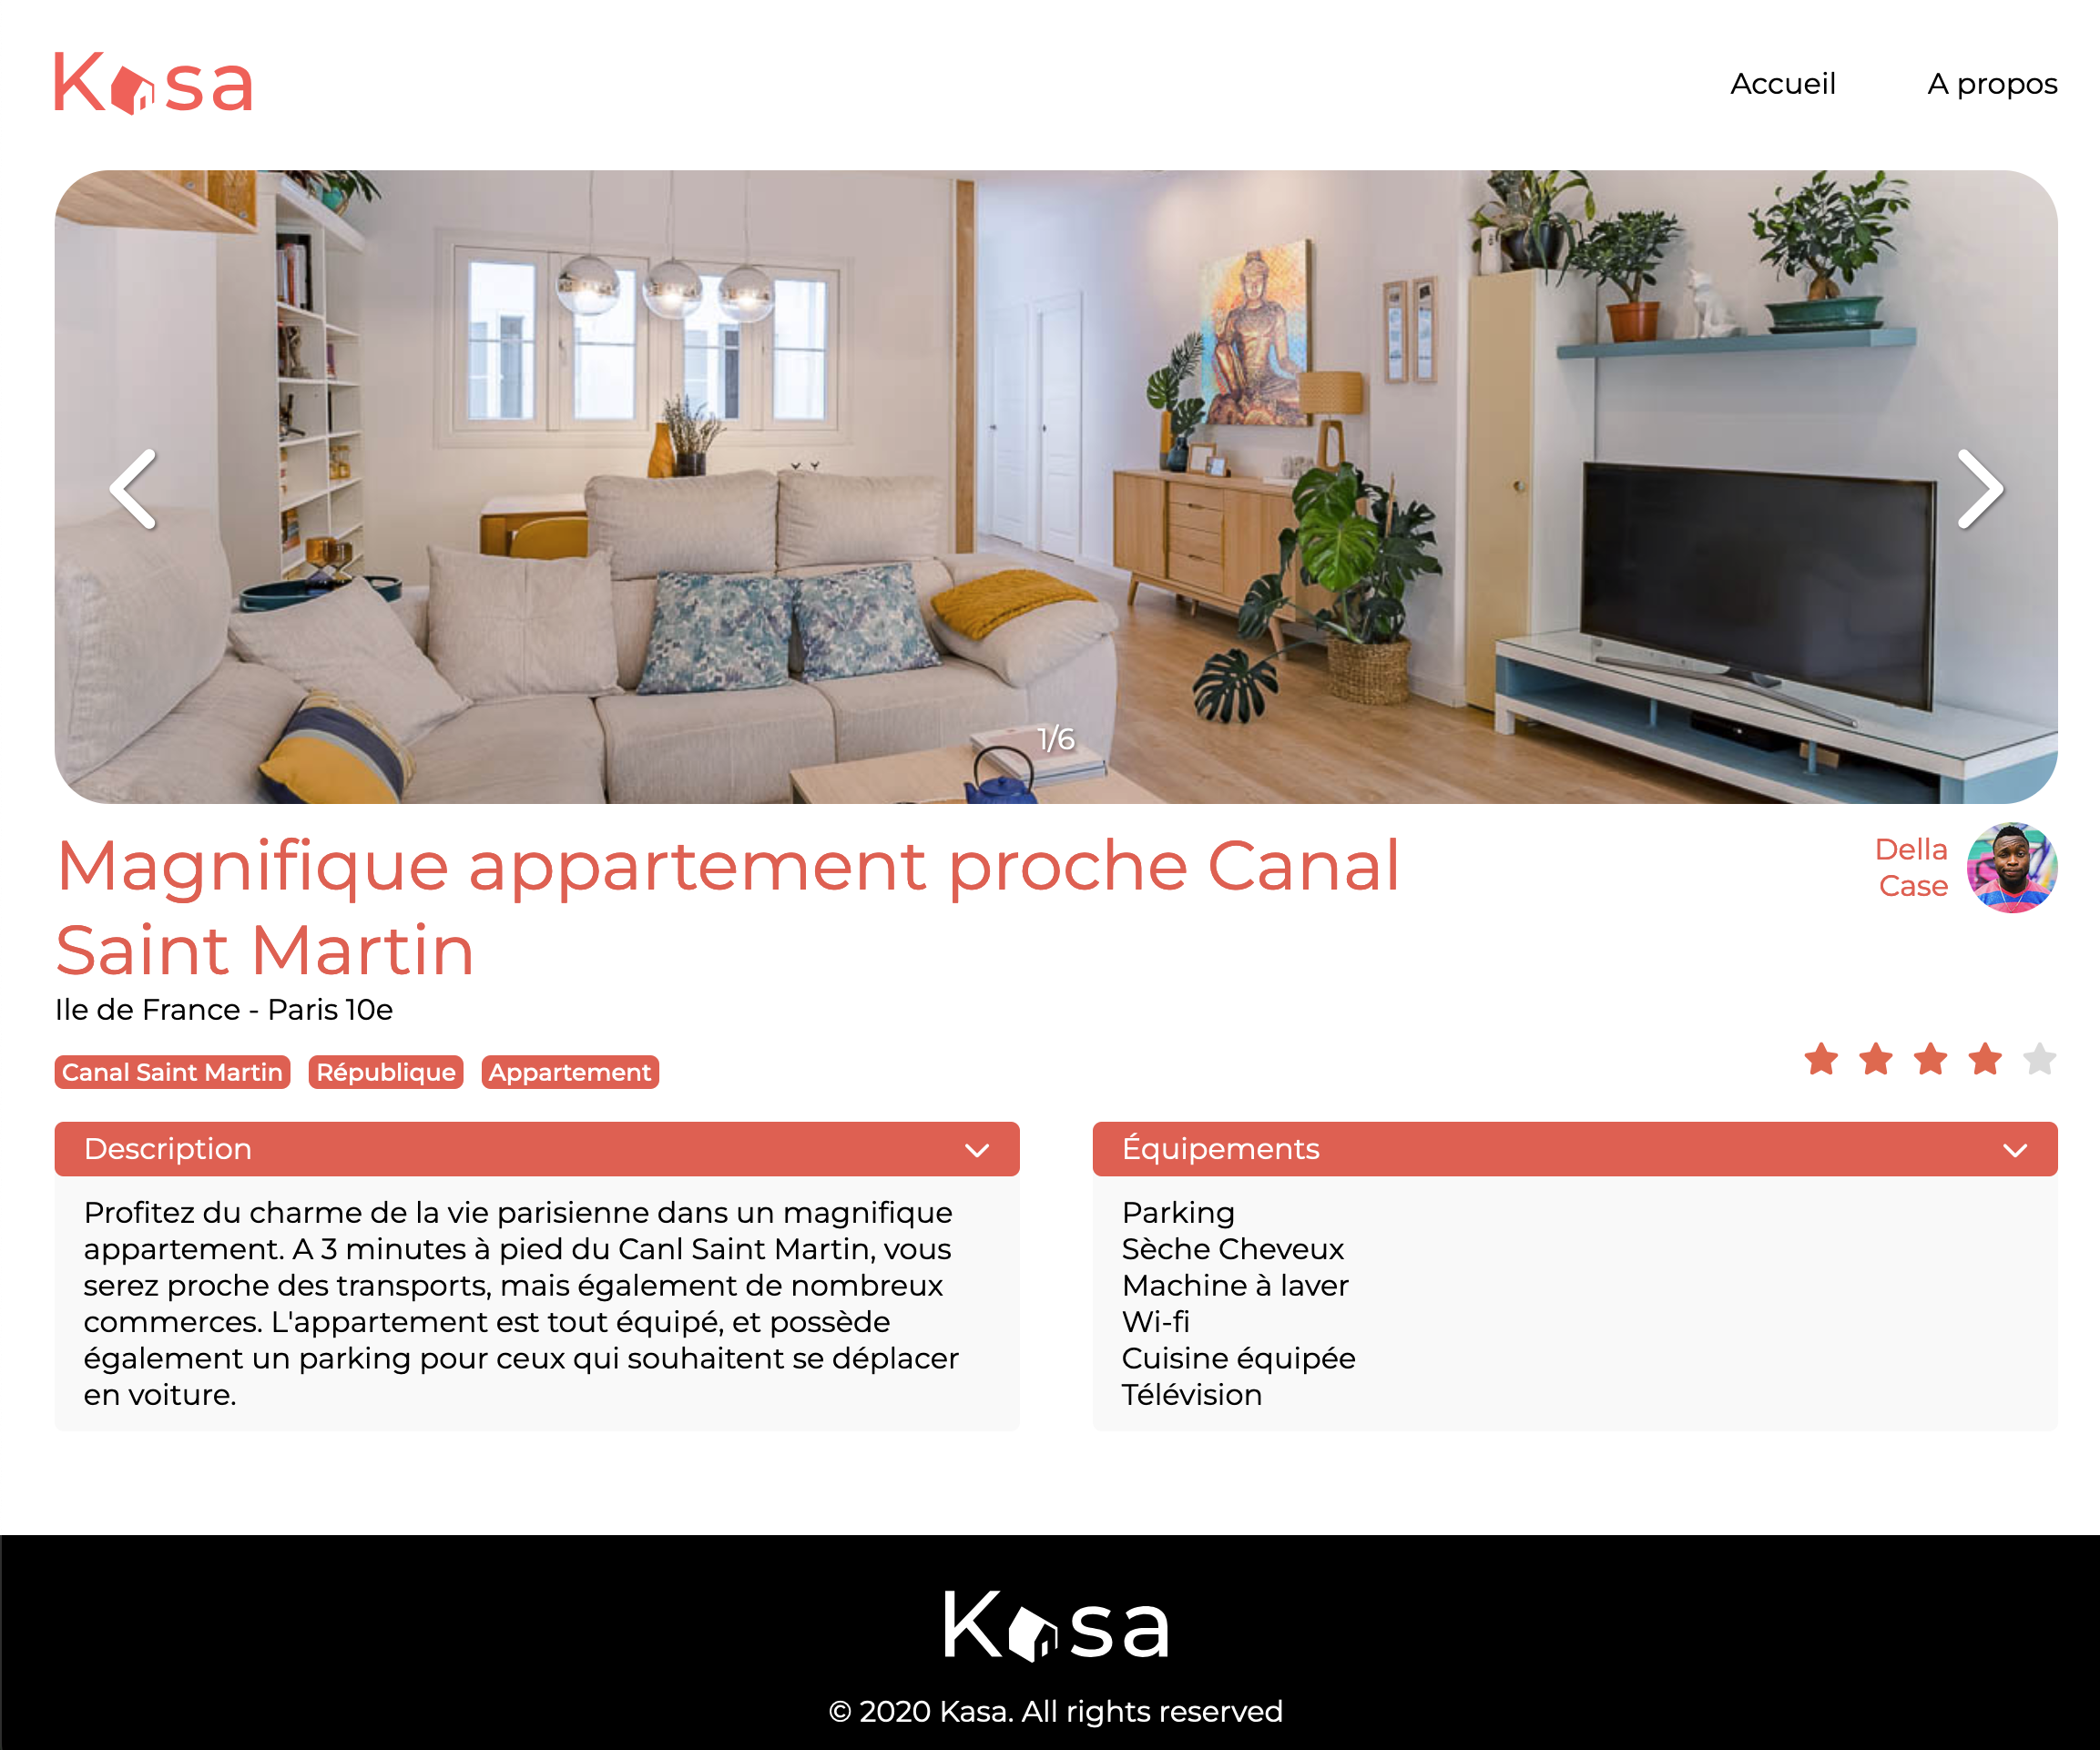 Kasa
Accueil
A propos
1/6
Magnifique appartement proche Canal
Saint Martin
Della
Case
Ile de France - Paris 10e
Canal Saint Martin
République
Appartement
Description
Profitez du charme de la vie parisienne dans un magnifique
appartement. A 3 minutes à pied du Canl Saint Martin, vous
serez proche des transports, mais également de nombreux
commerces. L'appartement est tout équipé, et possède
également un parking pour ceux qui souhaitent se déplacer
en voiture.
Équipements
Parking
Sèche Cheveux
Machine à laver
Wi-fi
Cuisine équipée
Télévision
Kasa
© 2020 Kasa. All rights reserved